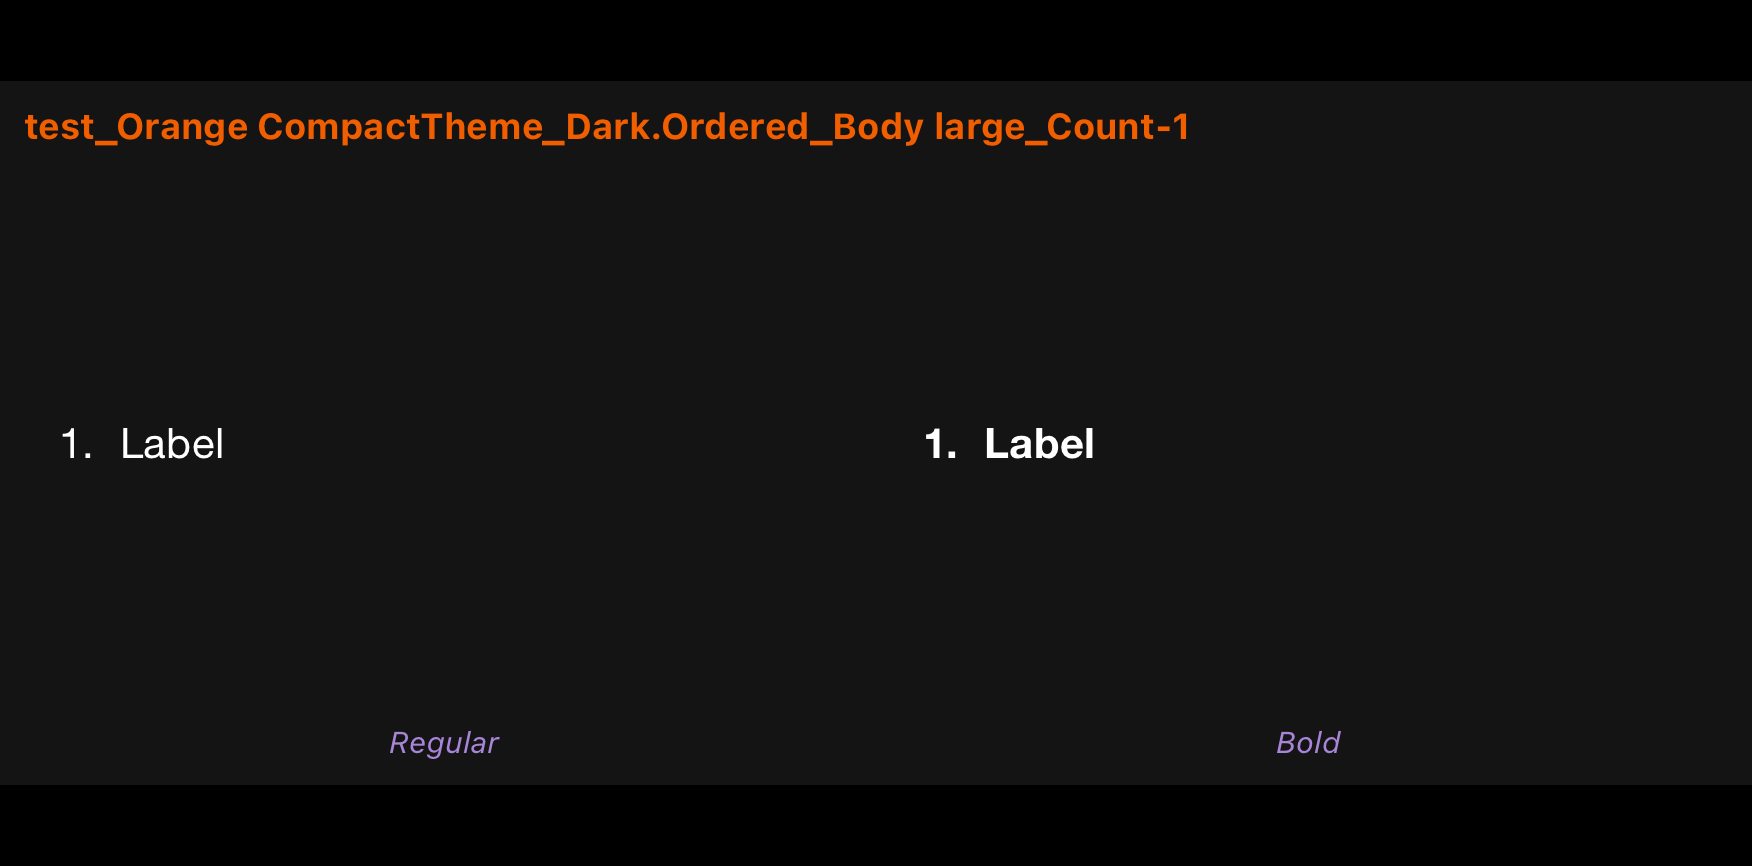 test_Orange CompactTheme_Dark.Ordered_Body large_Count-1
1. Label
1. Label
Regular
Bold